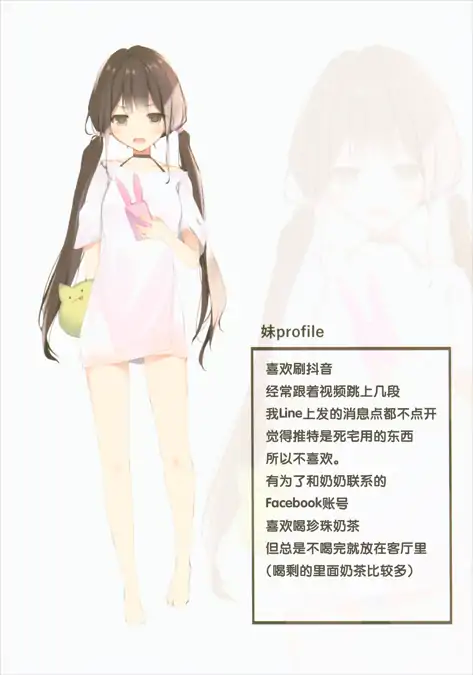 妹profile
喜欢刷抖音
经常跟着视频跳上几段
我Line上发的消息点都不点开
觉得推特是死宅用的东西
所以不喜欢。
有为了和奶奶联系的
Facebook账号
喜欢喝珍珠奶茶
但总是不喝完就放在客厅里
（喝剩的里面奶茶比较多）